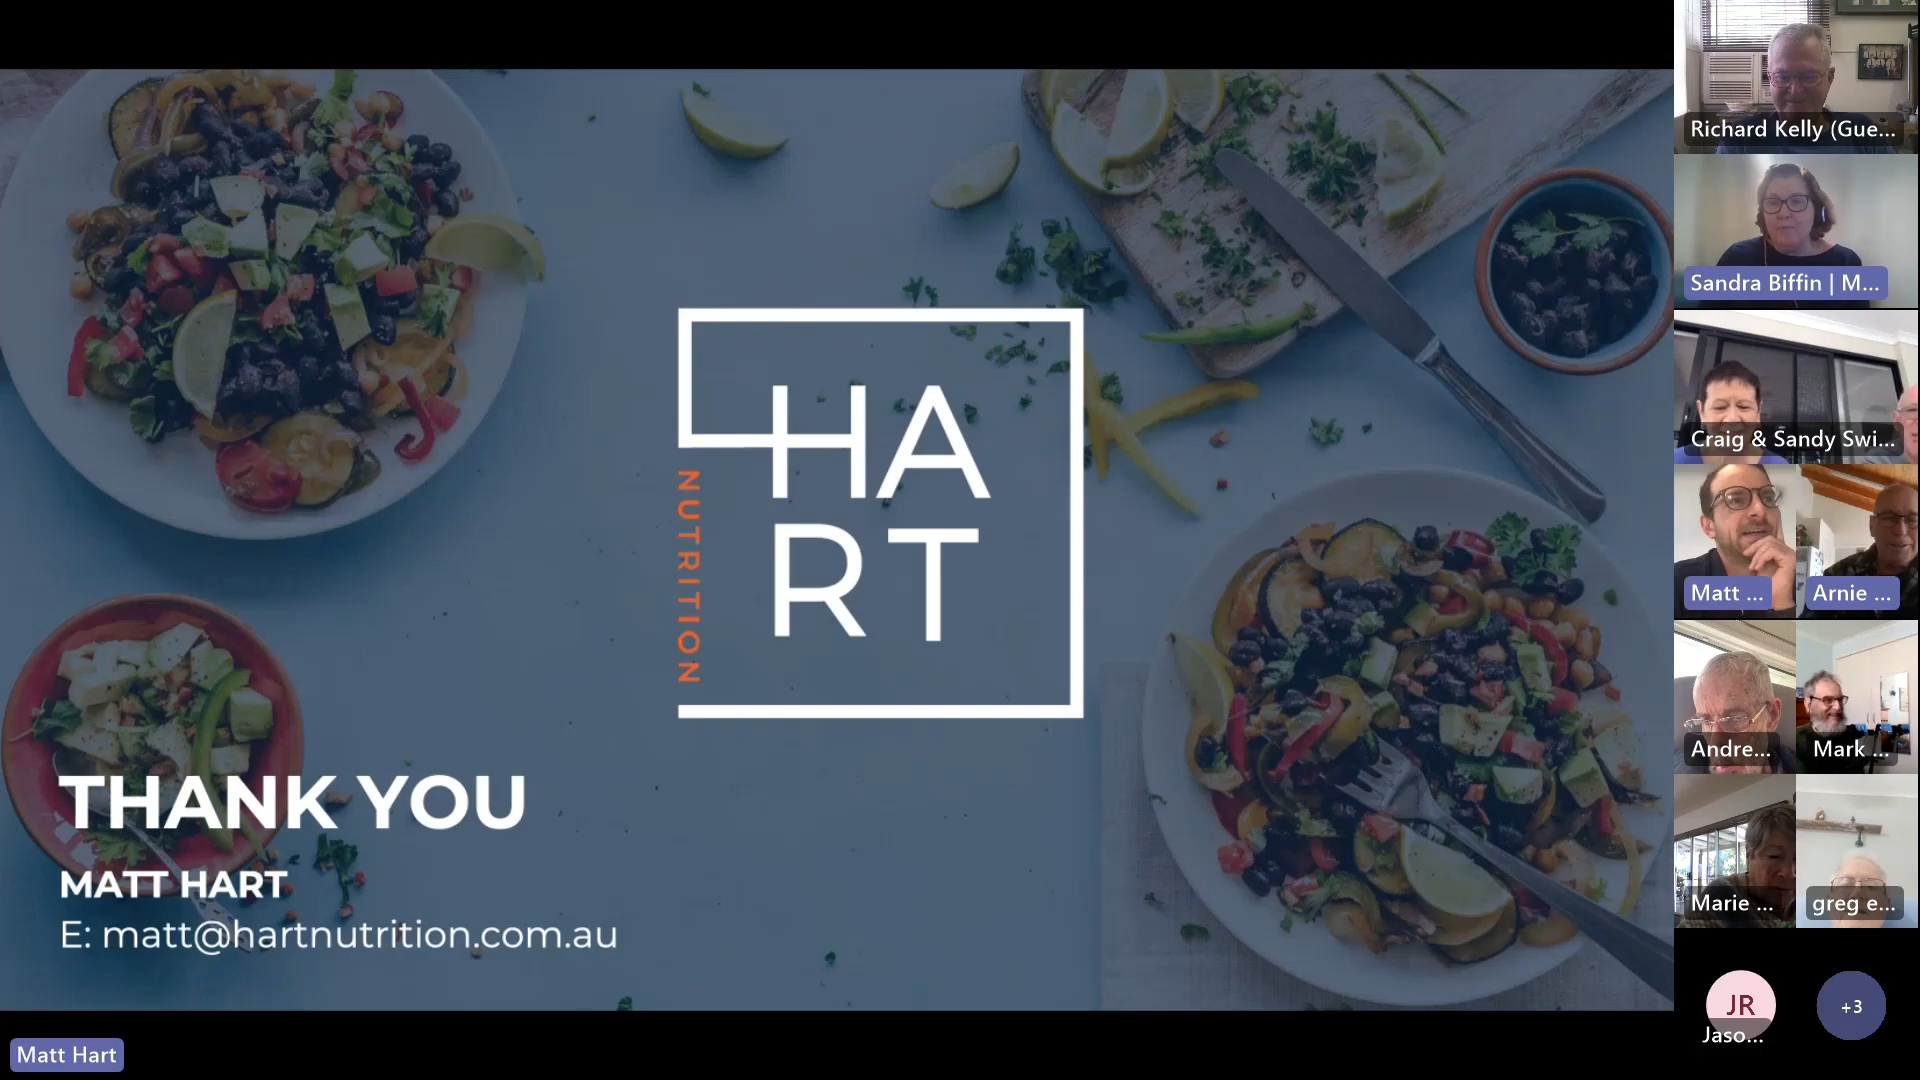 HA
RT
NUTRITION
THANK YOU
MATT HART
E: matt@hartnutrition.com.au
Matt Hart
Richard Kelly (Gue...
Sandra Biffin | M...
Craig & Sandy Swi...
Matt ...
Arnie ...
Andre...
Mark ...
Marie ...
greg e...
JR
Jaso...
+3